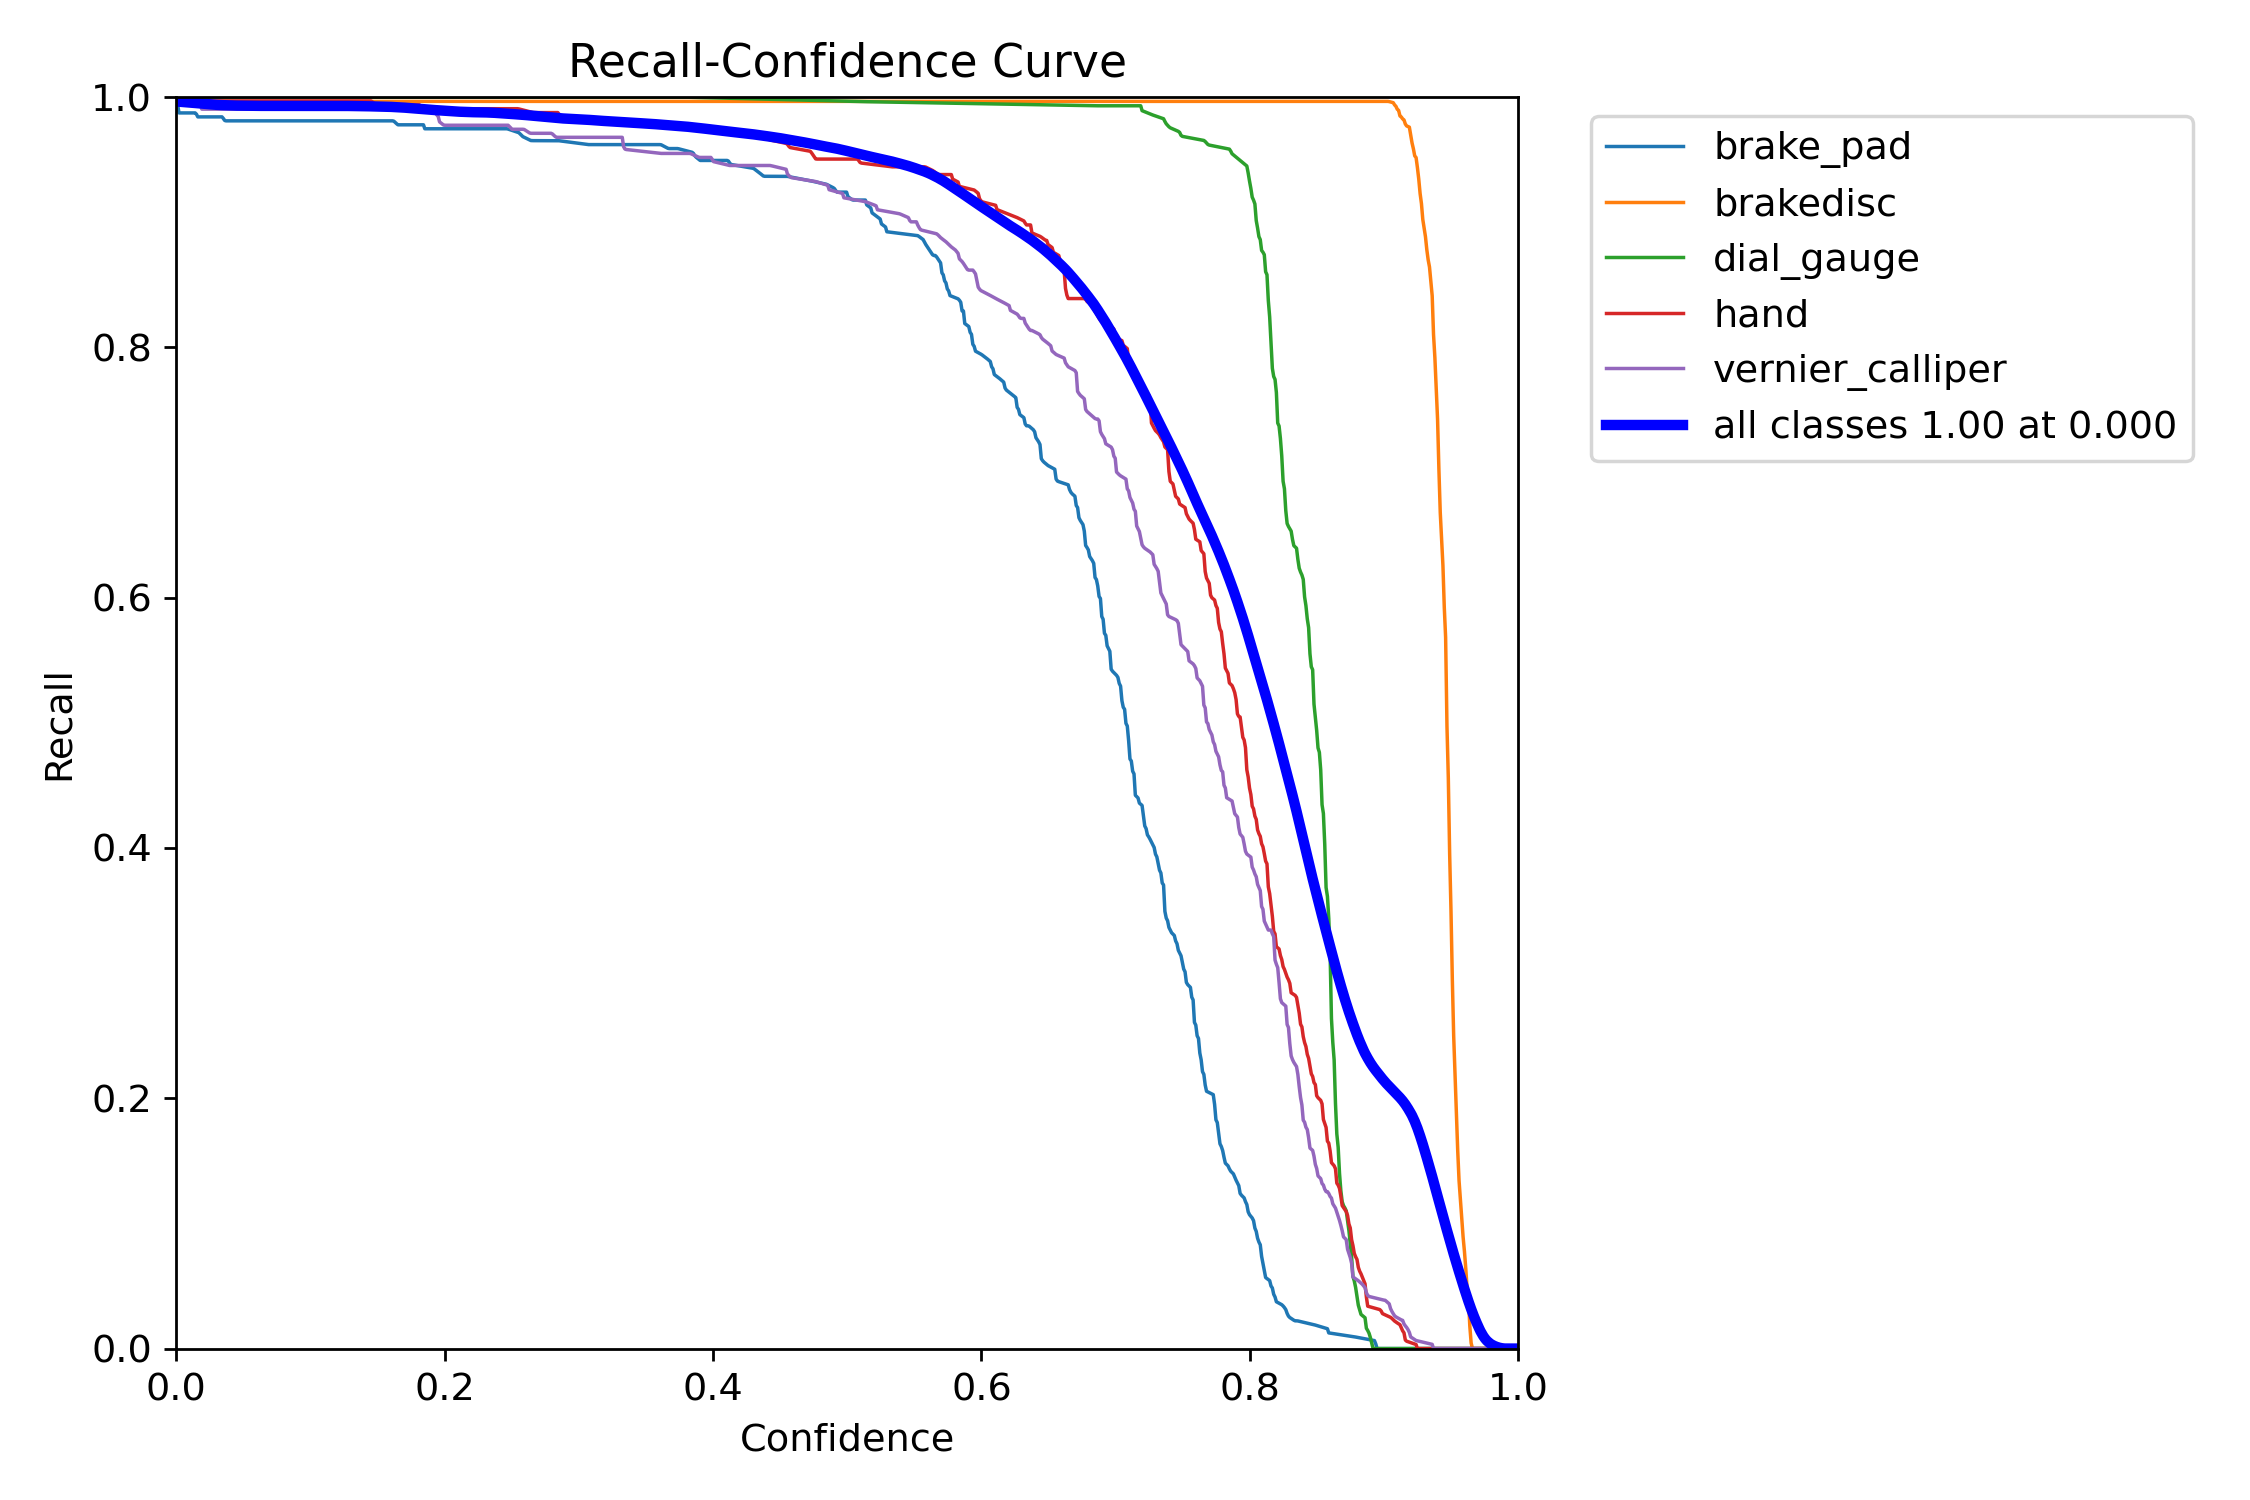 Recall-Confidence Curve
1.0
0.8
0.6
0.4
0.2
0.0
Recall
0.0 0.2 0.4 0.6 0.8 1.0
Confidence
brake_pad
brakedisc
dial_gauge
hand
vernier_calliper
all classes 1.00 at 0.000